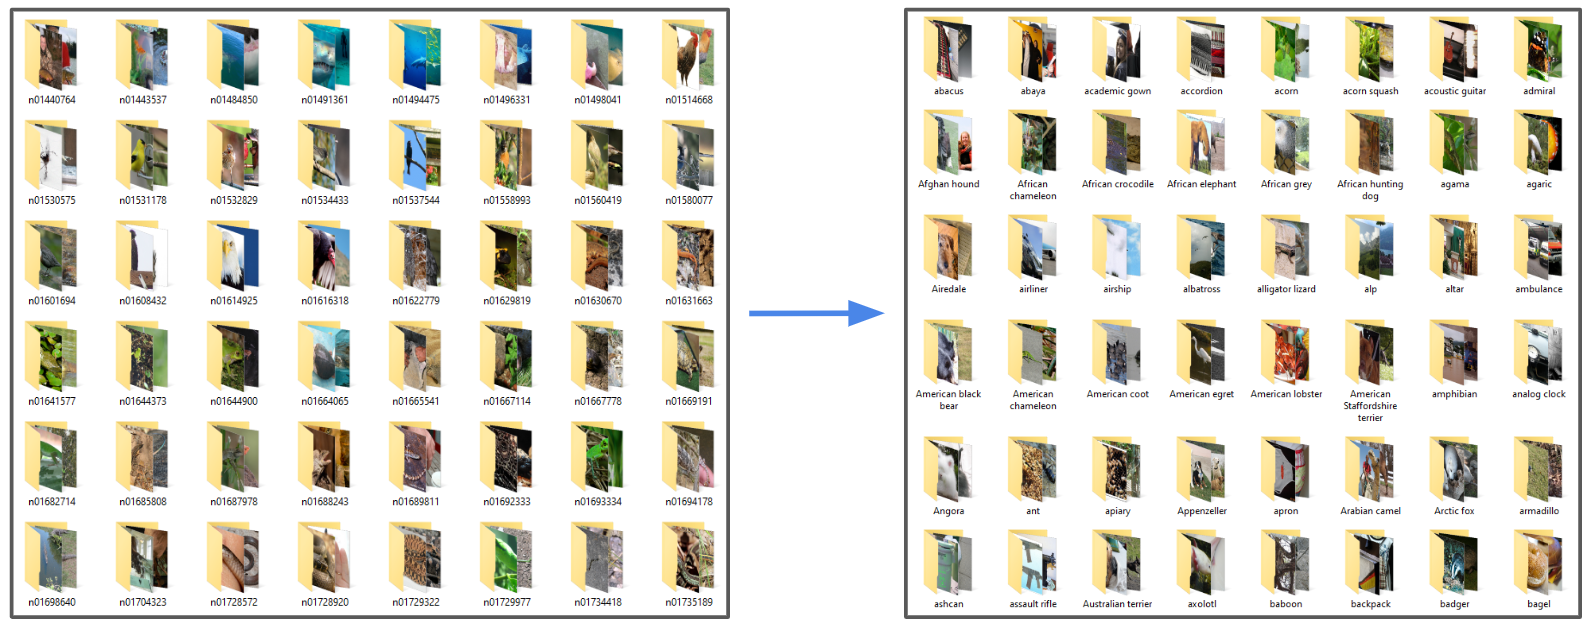 n01440764 n01443537 n01484850 n01491361 n01494475 n01496331 n01498041 n01514668
n01530575 n01531178 n01532829 n01534433 n01537544 n01558993 n01560419 n01580077
n01601694 n01608432 n01614925 n01616318 n01622779 n01629819 n01630670 n01631663
n01641577 n01644373 n01644900 n01664065 n01665541 n01667114 n01667778 n01669191
n01682714 n01685808 n01687978 n01688243 n01689811 n01692333 n01693334 n01694178
n01698640 n01704323 n01728572 n01728920 n01729322 n01729977 n01734418 n01735189
abacus abaya academic gown accordion acorn acorn squash acoustic guitar admiral
Afghan hound African African crocodile African elephant African grey African hunting agama agaric
chameleon dog
Airedale airliner airship albatross alligator lizard alp altar ambulance
American black American American coot American egret American lobster American amphibian analog clock
bear chameleon Staffordshire
terrier
Angora ant apiary Appenzeller apron Arabian camel Arctic fox armadillo
ashcan assault rifle Australian terrier axolotl baboon backpack badger bagel